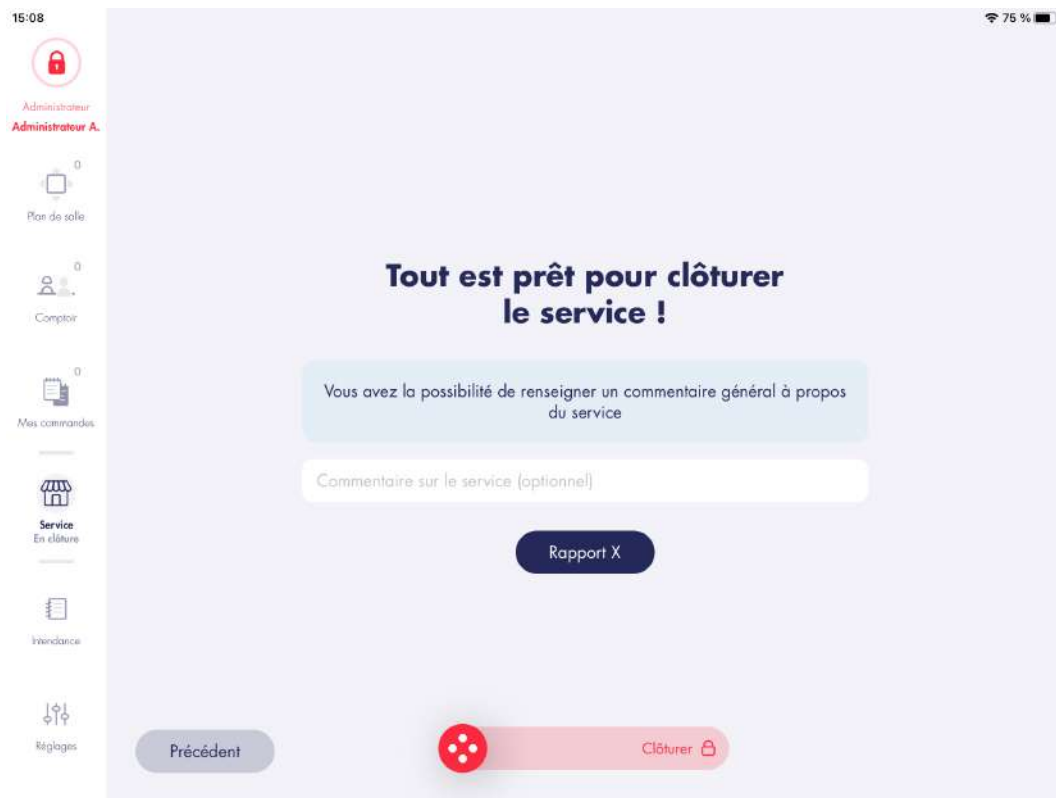 15:08
75 %
Administrateur
Administrateur A.
0
Plan de salle
0
Comptoir
0
Mes commandes
Service
En clôture
Intendance
Réglages
Tout est prêt pour clôturer
le service !
Vous avez la possibilité de renseigner un commentaire général à propos
du service
Commentaire sur le service (optionnel)
Rapport X
Précédent
Clôturer